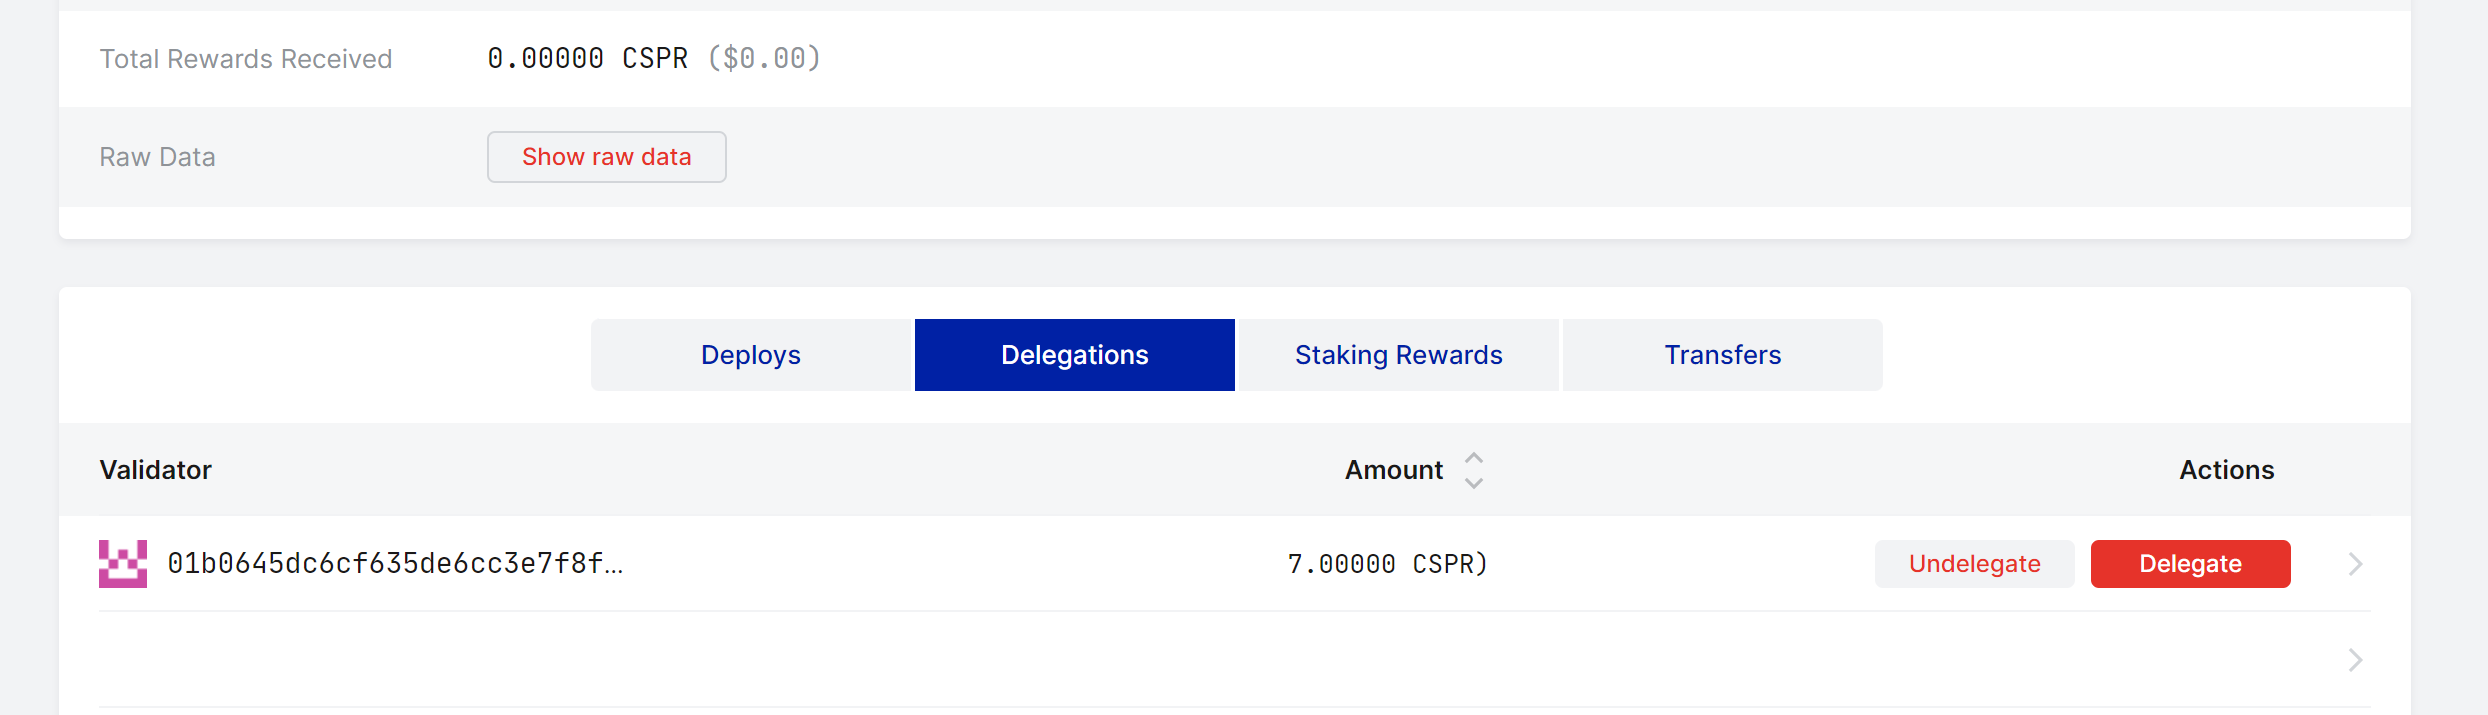 Total Rewards Received 0.00000 CSPR ($0.00)
Raw Data Show raw data
Deploys Delegations Staking Rewards Transfers
Validator Amount Actions
01b0645dc6cf635de6cc3e7f8f... 7.00000 CSPR) Undelegate Delegate